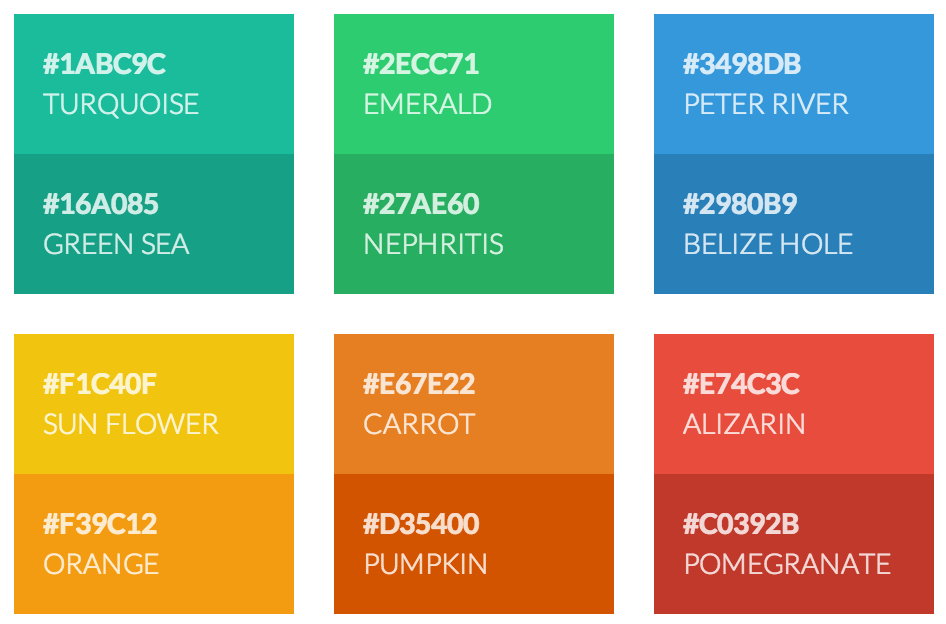 #1ABC9C
TURQUOISE
#16A085
GREEN SEA
#2ECC71
EMERALD
#27AE60
NEPHRITIS
#3498DB
PETER RIVER
#2980B9
BELIZE HOLE
#F1C40F
SUN FLOWER
#F39C12
ORANGE
#E67E22
CARROT
#D35400
PUMPKIN
#E74C3C
ALIZARIN
#C0392B
POMEGRANATE